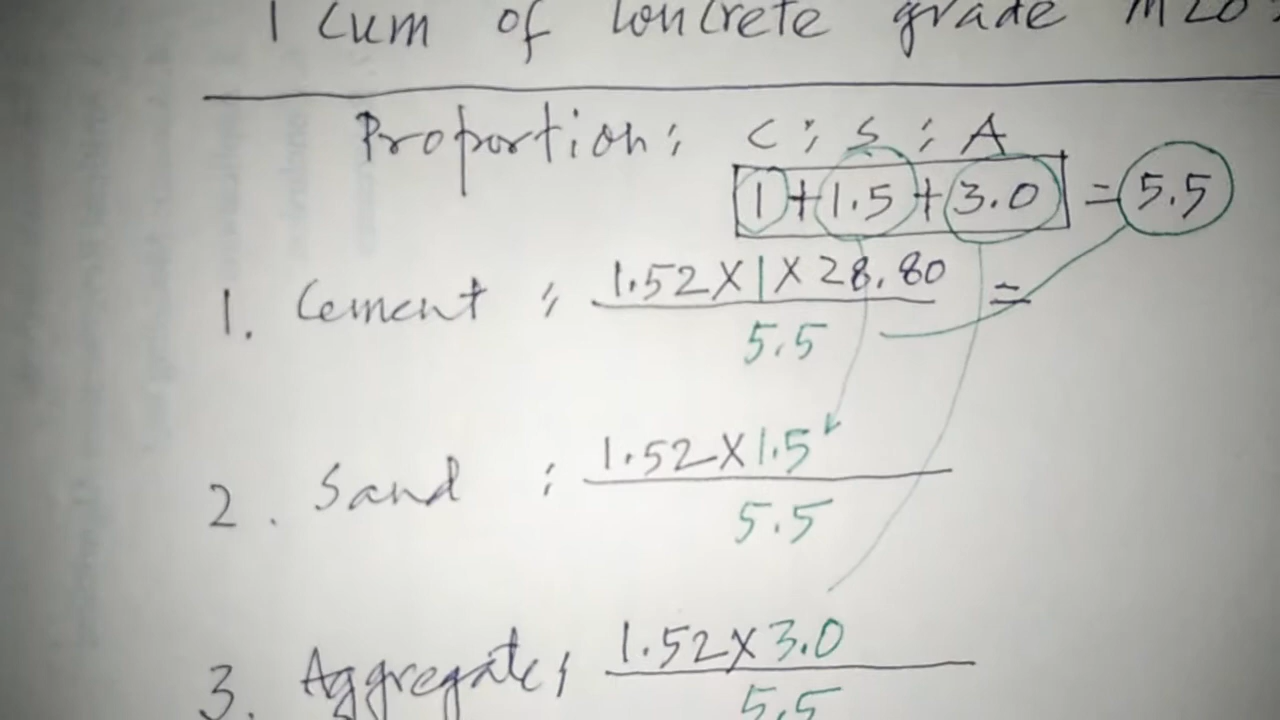 1 Cum of Concrete grade M20:
Proportion: C : S : A
1 + 1.5 + 3.0 = 5.5
1. Cement : 1.52 X 1 X 28.80 =
5.5
2. Sand : 1.52 X 1.5
5.5
3. Aggregate : 1.52 X 3.0
5.5